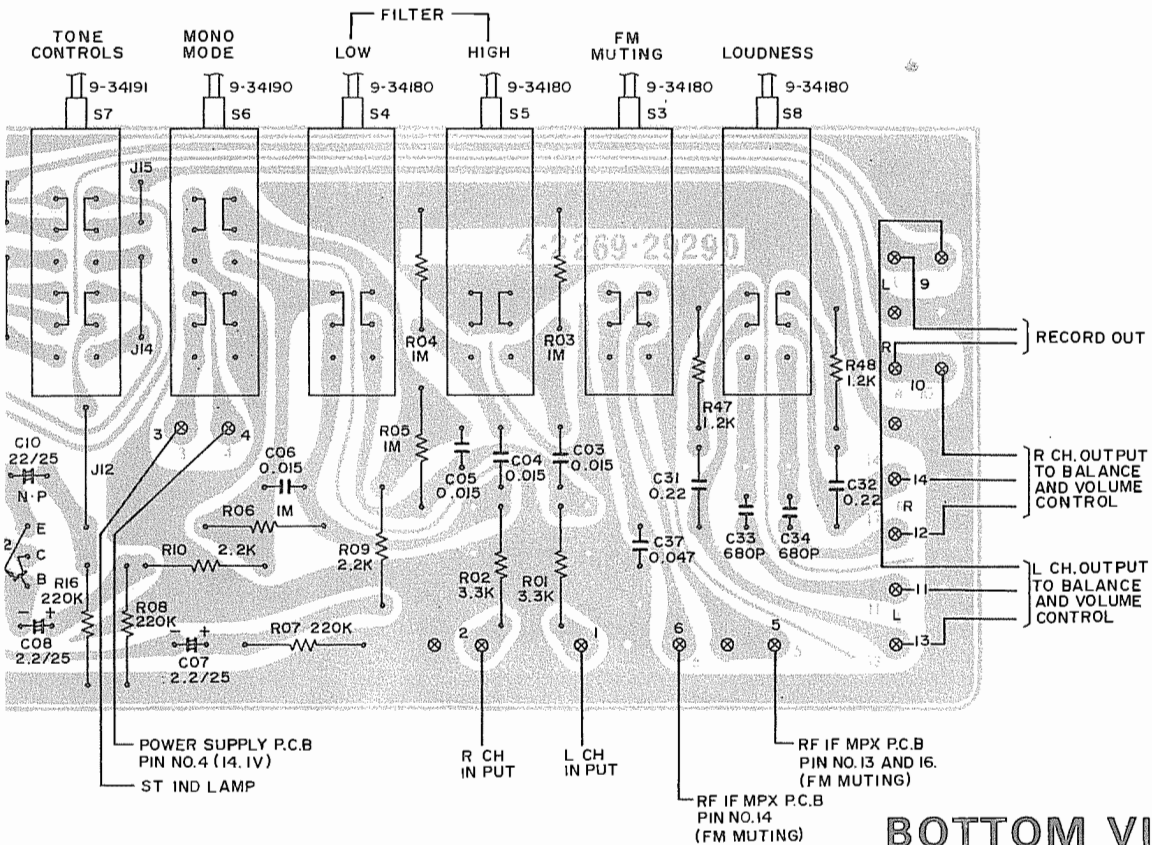 FILTER
TONE CONTROLS
MONO MODE
LOW
HIGH
FM MUTING
LOUDNESS
9-34191
9-34190
9-34180
9-34180
9-34180
9-34180
S7
S6
S4
S5
S3
S8
J15
4-2269-29290
L
9
J14
R04
1M
R03
1M
RECORD OUT
R
R48
1.2K
10
R47
1.2K
3
4
C10
22/25
N·P
J12
C06
0.015
R05
1M
C05
0.015
C04
0.015
C03
0.015
C31
0.22
C32
0.22
14
R
12
R CH. OUTPUT
TO BALANCE
AND VOLUME
CONTROL
E
C
B
2
R06
1M
R10
2.2K
R09
2.2K
C37
0.047
C33
680P
C34
680P
R16
220K
R08
220K
R02
3.3K
R01
3.3K
11
L
13
L CH. OUTPUT
TO BALANCE
AND VOLUME
CONTROL
C08
2.2/25
C07
2.2/25
R07 220K
2
1
6
5
POWER SUPPLY P.C.B
PIN NO.4 (14.1V)
ST IND LAMP
R CH
IN PUT
L CH
IN PUT
RF IF MPX P.C.B
PIN NO.13 AND 16.
(FM MUTING)
RF IF MPX P.C.B
PIN NO.14
(FM MUTING)
BOTTOM VI